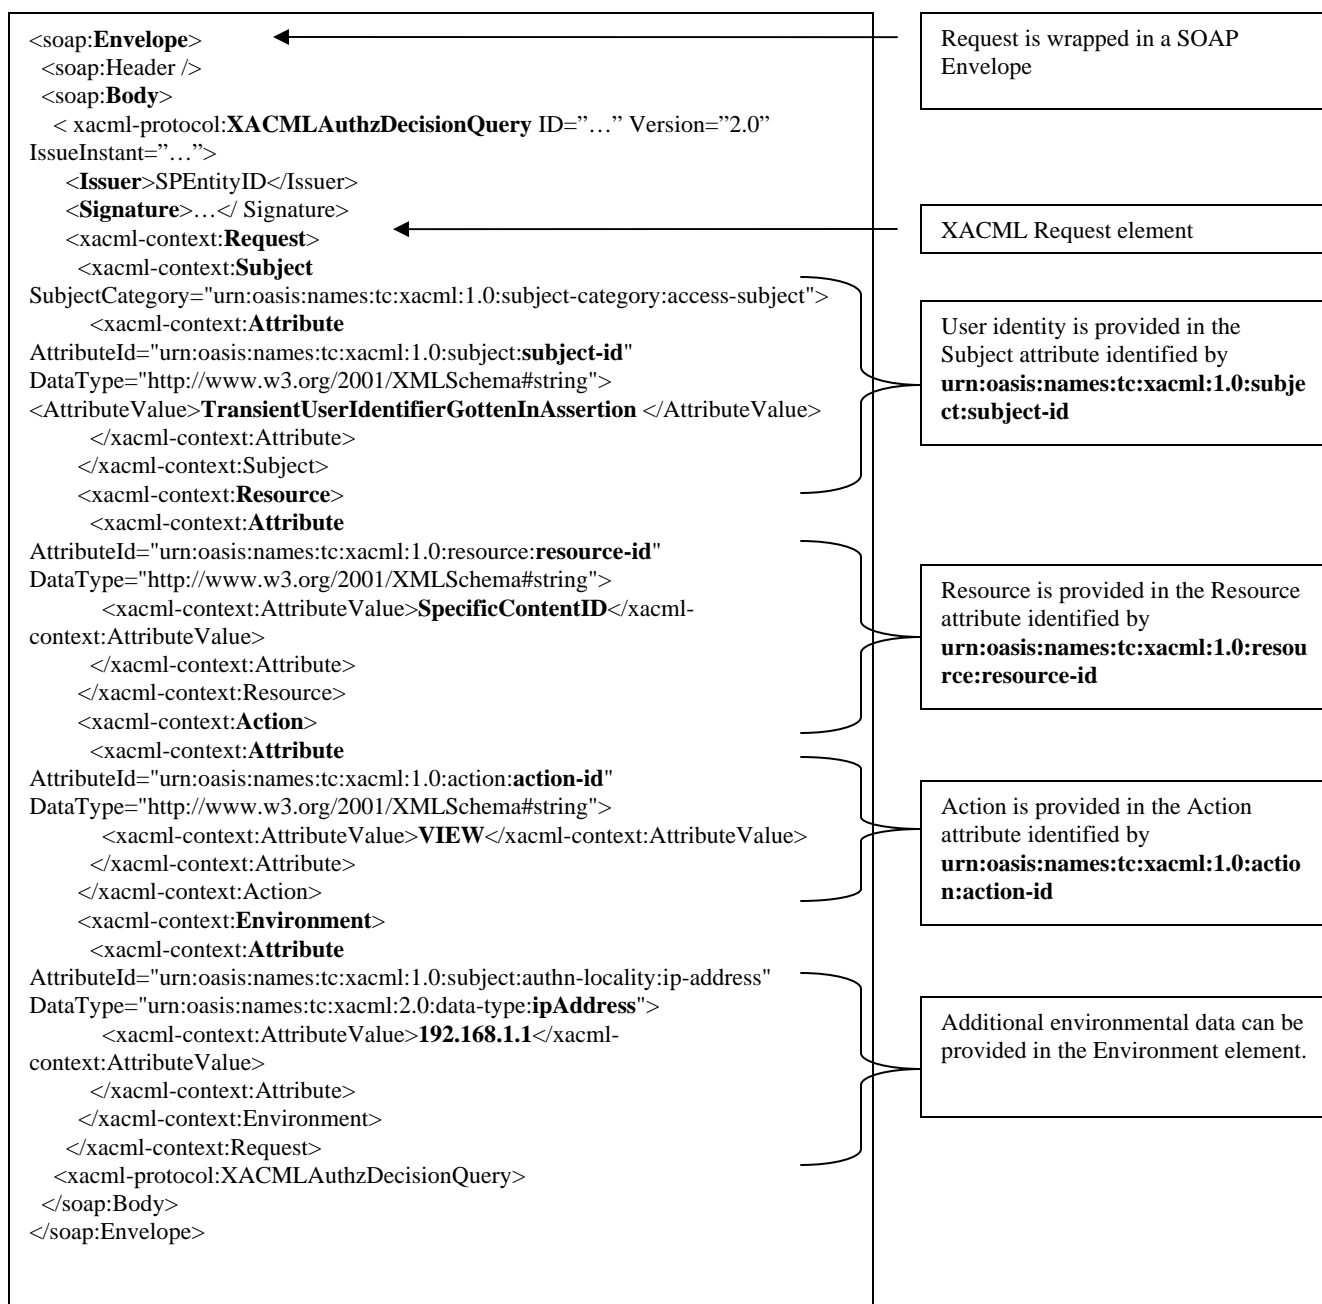 <soap:Envelope>
<soap:Header />
<soap:Body>
< xacml-protocol:XACMLAuthzDecisionQuery ID=”…” Version=”2.0”
IssueInstant=”…”>
<Issuer>SPEntityID</Issuer>
<Signature>…</ Signature>
<xacml-context:Request>
<xacml-context:Subject
SubjectCategory="urn:oasis:names:tc:xacml:1.0:subject-category:access-subject">
<xacml-context:Attribute
AttributeId="urn:oasis:names:tc:xacml:1.0:subject:subject-id"
DataType="http://www.w3.org/2001/XMLSchema#string">
<AttributeValue>TransientUserIdentifierGottenInAssertion </AttributeValue>
</xacml-context:Attribute>
</xacml-context:Subject>
<xacml-context:Resource>
<xacml-context:Attribute
AttributeId="urn:oasis:names:tc:xacml:1.0:resource:resource-id"
DataType="http://www.w3.org/2001/XMLSchema#string">
<xacml-context:AttributeValue>SpecificContentID</xacml-
context:AttributeValue>
</xacml-context:Attribute>
</xacml-context:Resource>
<xacml-context:Action>
<xacml-context:Attribute
AttributeId="urn:oasis:names:tc:xacml:1.0:action:action-id"
DataType="http://www.w3.org/2001/XMLSchema#string">
<xacml-context:AttributeValue>VIEW</xacml-context:AttributeValue>
</xacml-context:Attribute>
</xacml-context:Action>
<xacml-context:Environment>
<xacml-context:Attribute
AttributeId="urn:oasis:names:tc:xacml:1.0:subject:authn-locality:ip-address"
DataType="urn:oasis:names:tc:xacml:2.0:data-type:ipAddress">
<xacml-context:AttributeValue>192.168.1.1</xacml-
context:AttributeValue>
</xacml-context:Attribute>
</xacml-context:Environment>
</xacml-context:Request>
<xacml-protocol:XACMLAuthzDecisionQuery>
</soap:Body>
</soap:Envelope>
Request is wrapped in a SOAP
Envelope
XACML Request element
User identity is provided in the
Subject attribute identified by
urn:oasis:names:tc:xacml:1.0:subje
ct:subject-id
Resource is provided in the Resource
attribute identified by
urn:oasis:names:tc:xacml:1.0:resou
rce:resource-id
Action is provided in the Action
attribute identified by
urn:oasis:names:tc:xacml:1.0:actio
n:action-id
Additional environmental data can be
provided in the Environment element.